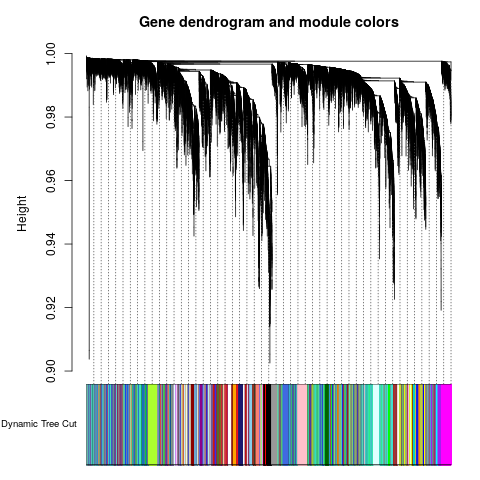 Gene dendrogram and module colors
Height
1.00
0.98
0.96
0.94
0.92
0.90
Dynamic Tree Cut